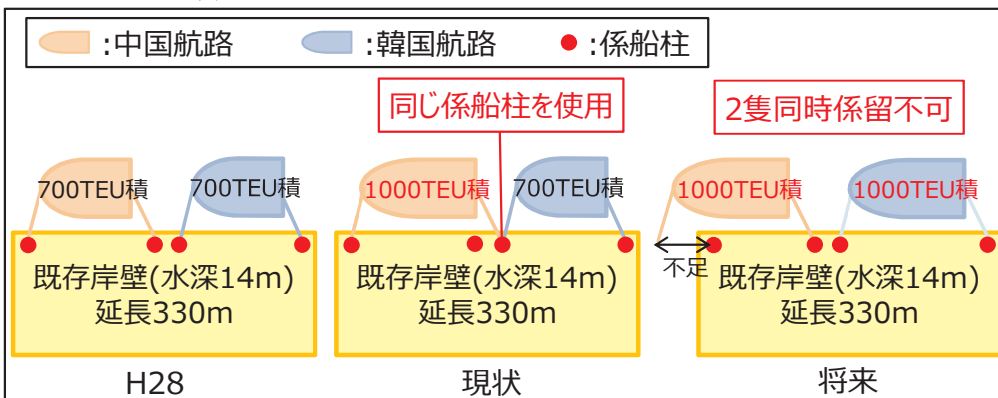 :中国航路 :韓国航路 :係船柱
同じ係船柱を使用
2隻同時係留不可
700TEU積 700TEU積
1000TEU積 700TEU積
1000TEU積 1000TEU積
既存岸壁(水深14m)
延長330m
既存岸壁(水深14m)
延長330m
不足
既存岸壁(水深14m)
延長330m
H28
現状
将来